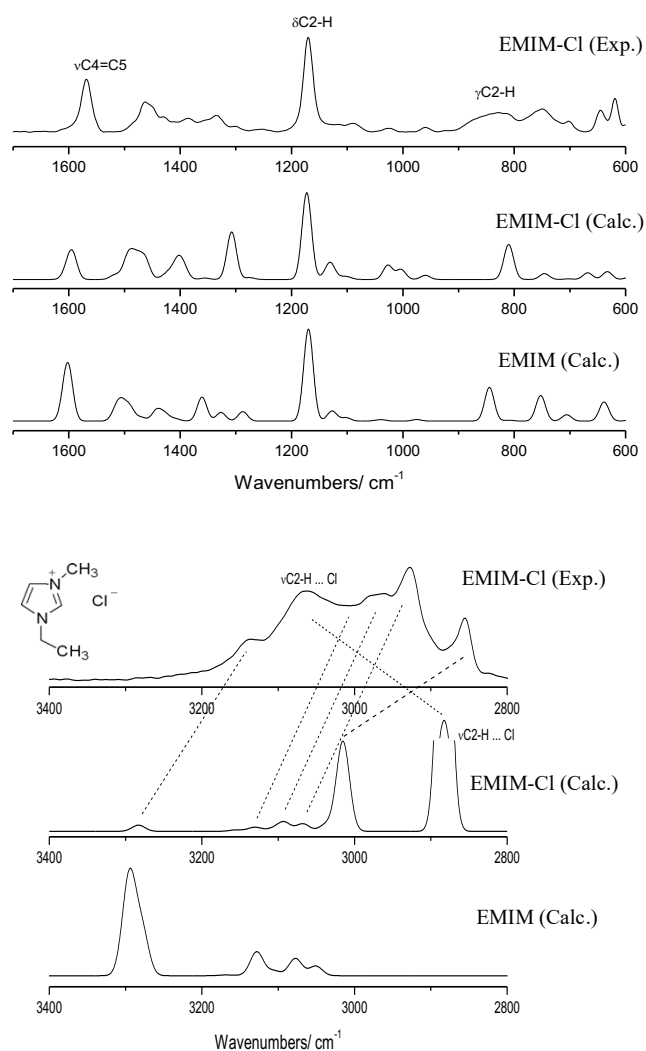 δC2-H
EMIM-Cl (Exp.)
νC4=C5
γC2-H
1600 1400 1200 1000 800 600
EMIM-Cl (Calc.)
1600 1400 1200 1000 800 600
EMIM (Calc.)
1600 1400 1200 1000 800 600
Wavenumbers/ cm-1
N + CH3
Cl −
N
CH3
νC2-H ... Cl
EMIM-Cl (Exp.)
3400 3200 3000 2800
νC2-H ... Cl
EMIM-Cl (Calc.)
3400 3200 3000 2800
EMIM (Calc.)
3400 3200 3000 2800
Wavenumbers/ cm-1